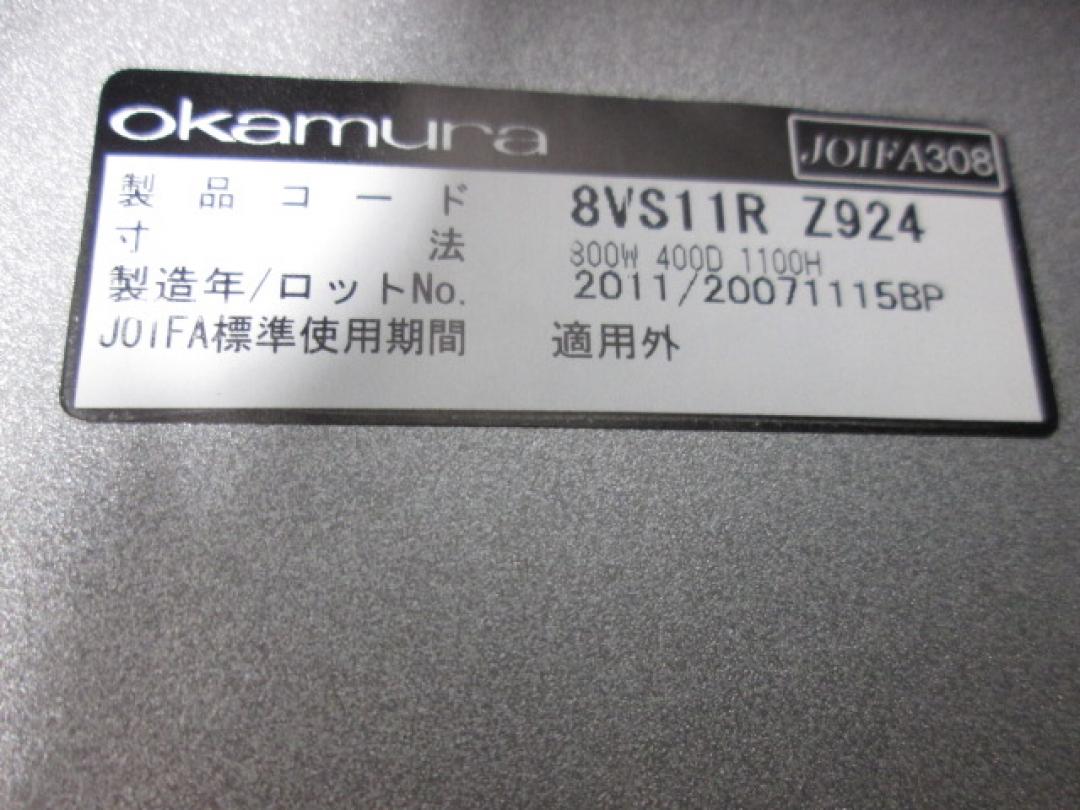 okamura JOIFA308
製品コード 8VS11R Z924
寸法 800W 400D 1100H
製造年/ロットNo. 2011/20071115BP
JOIFA標準使用期間 適用外